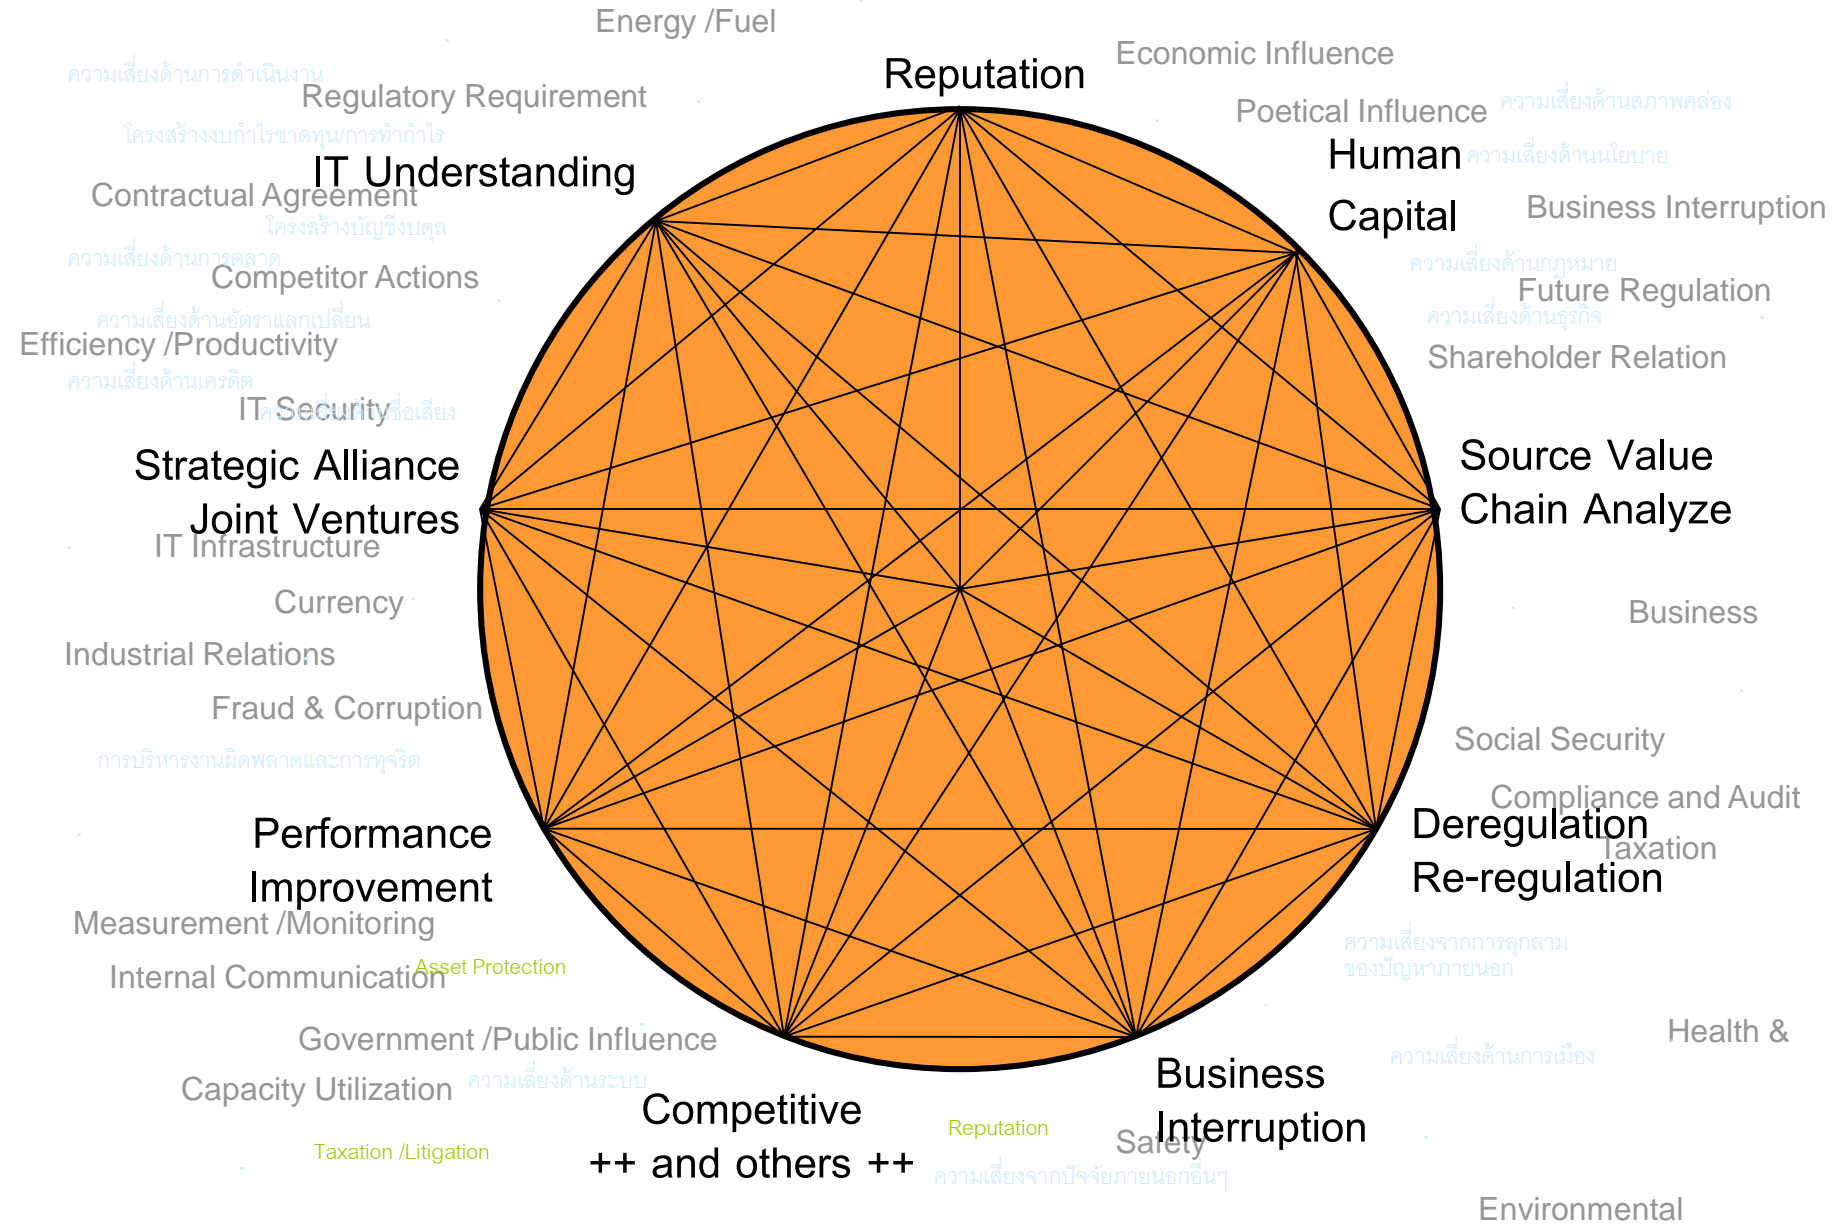 Energy /Fuel
Economic Influence
ความเสี่ยงด้านการดำเนินงาน
Reputation
Regulatory Requirement
Poetical Influence
ความเสี่ยงด้านสภาพคล่อง
โครงสร้างงบกำไรขาดทุน/การทำกำไร
Human
Capital
ความเสี่ยงด้านนโยบาย
IT Understanding
Contractual Agreement
Business Interruption
โครงสร้างบัญชีงบดุล
ความเสี่ยงด้านการตลาด
Competitor Actions
ความเสี่ยงด้านกฎหมาย
Future Regulation
ความเสี่ยงด้านอัตราแลกเปลี่ยน
ความเสี่ยงด้านธุรกิจ
Efficiency /Productivity
Shareholder Relation
ความเสี่ยงด้านเครดิต
IT Security
ความเสี่ยงด้านชื่อเสียง
Strategic Alliance
Joint Ventures
Source Value
Chain Analyze
IT Infrastructure
Currency
Business
Industrial Relations
Fraud & Corruption
Social Security
การบริหารงานผิดพลาดและการทุจริต
Compliance and Audit
Performance
Improvement
Deregulation
Re-regulation
Taxation
Measurement /Monitoring
ความเสี่ยงจากการลุกลาม
ของปัญหาภายนอก
Internal Communication
Asset Protection
Government /Public Influence
Health &
ความเสี่ยงด้านการเมือง
Capacity Utilization
ความเสี่ยงด้านระบบ
Business
Interruption
Competitive
++ and others ++
Reputation
Safety
Taxation /Litigation
ความเสี่ยงจากปัจจัยภายนอกอื่นๆ
Environmental